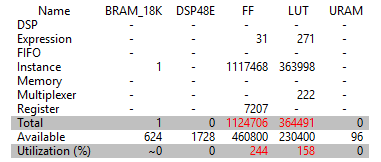 Name BRAM_18K DSP48E FF LUT URAM
DSP - - - - -
Expression - - 31 271 -
FIFO - - - - -
Instance 1 - 1117468 363998 -
Memory - - - - -
Multiplexer - - - 222 -
Register - - 7207 - -
Total 1 0 1124706 364491 0
Available 624 1728 460800 230400 96
Utilization (%) ~0 0 244 158 0